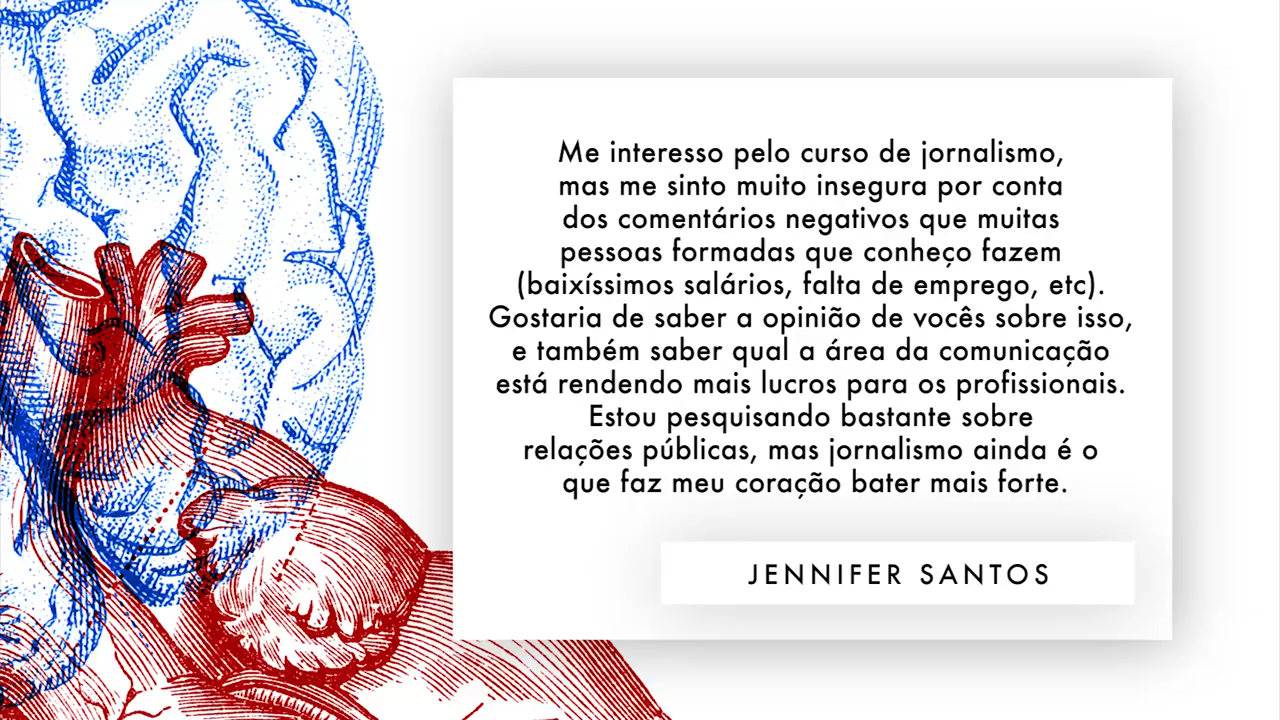 Me interesso pelo curso de jornalismo,
mas me sinto muito insegura por conta
dos comentários negativos que muitas
pessoas formadas que conheço fazem
(baixíssimos salários, falta de emprego, etc).
Gostaria de saber a opinião de vocês sobre isso,
e também saber qual a área da comunicação
está rendendo mais lucros para os profissionais.
Estou pesquisando bastante sobre
relações públicas, mas jornalismo ainda é o
que faz meu coração bater mais forte.
JENNIFER SANTOS